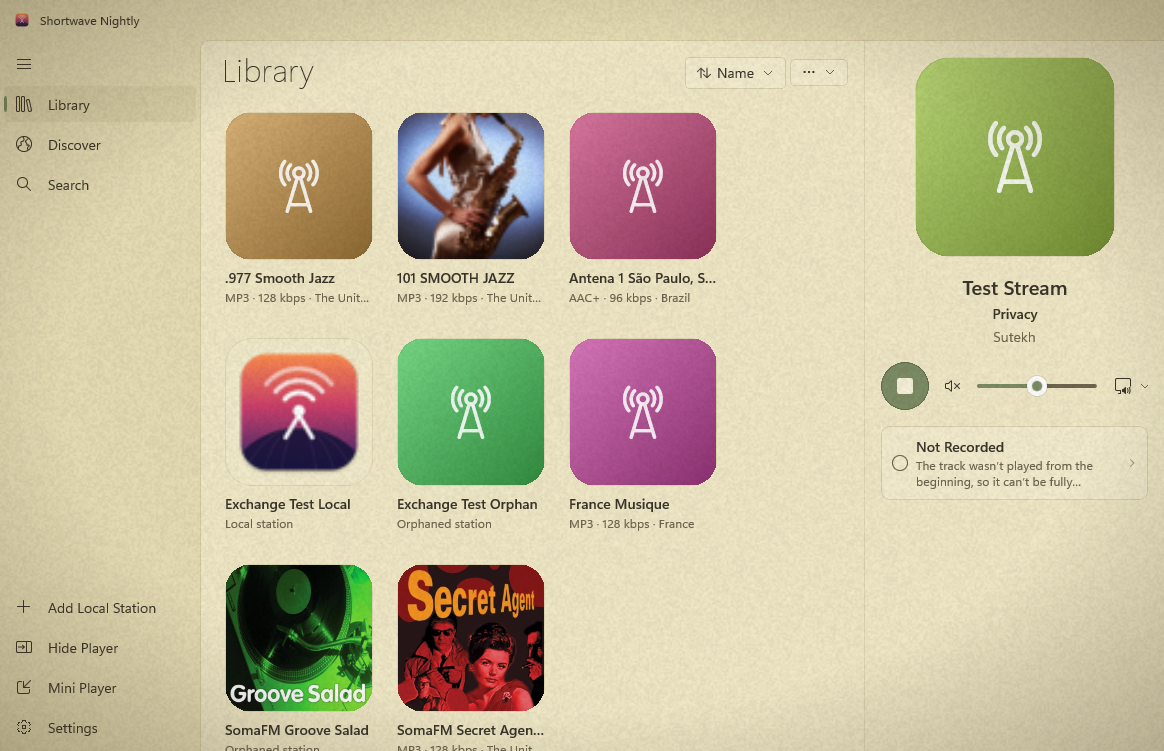 Shortwave Nightly
Library
Discover
Search
Add Local Station
Hide Player
Mini Player
Settings
Library
Name
.977 Smooth Jazz
MP3 · 128 kbps · The Unit...
101 SMOOTH JAZZ
MP3 · 192 kbps · The Unit...
Antena 1 São Paulo, S...
AAC+ · 96 kbps · Brazil
Exchange Test Local
Local station
Exchange Test Orphan
Orphaned station
France Musique
MP3 · 128 kbps · France
Groove Salad
SomaFM Groove Salad
Orphaned station
Secret Agent
SomaFM Secret Agen...
MP3 · 128 kbps · The Unit...
Test Stream
Privacy
Sutekh
Not Recorded
The track wasn't played from the
beginning, so it can't be fully...